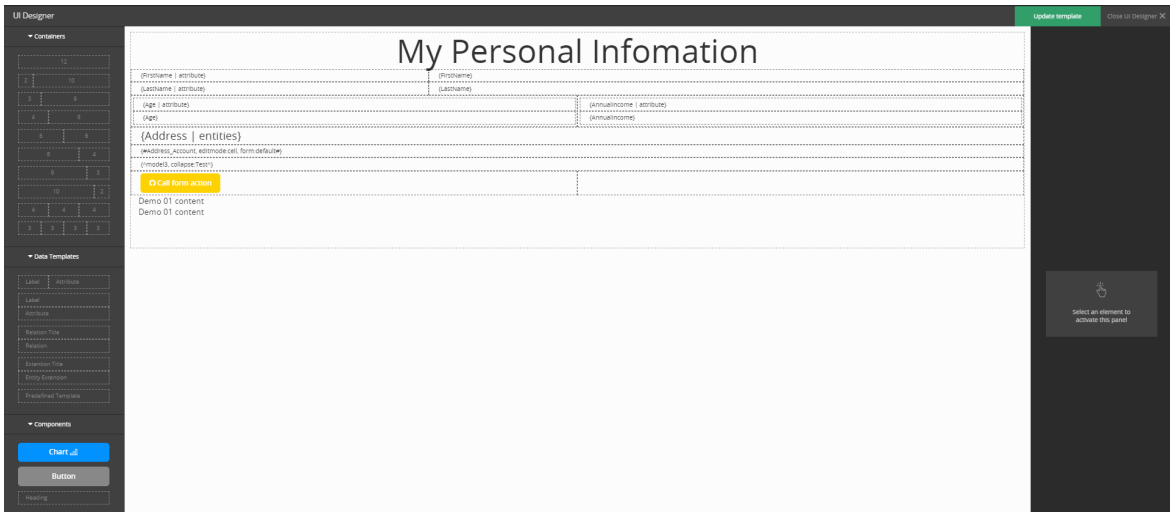 UI Designer
Update template
Close UI Designer X
Containers
12
2 10
3 9
4 8
6 6
8 4
9 3
10 2
4 4 4
3 3 3 3
Data Templates
Label Attribute
Label
Attribute
Relation Title
Relation
Extention Title
Entity Extension
Predefined Template
Components
Chart
Button
Heading
My Personal Infomation
{FirstName | attribute} {FirstName}
{LastName | attribute} {LastName}
{Age | attribute} {AnnualIncome | attribute}
{Age} {AnnualIncome}
{Address | entities}
{#Address_Account, editmode:cell, form:default#}
{^model3, collapse:Test^}
Call form action
Demo 01 content
Demo 01 content
Select an element to
activate this panel